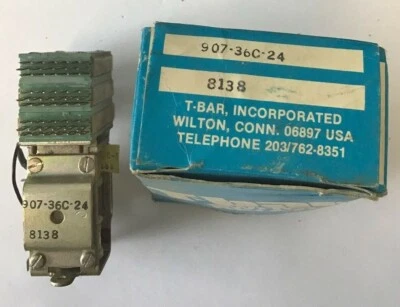 907-36C-24
8138
T-BAR, INCORPORATED
WILTON, CONN. 06897 USA
TELEPHONE 203/762-8351
907-36C-24
8138